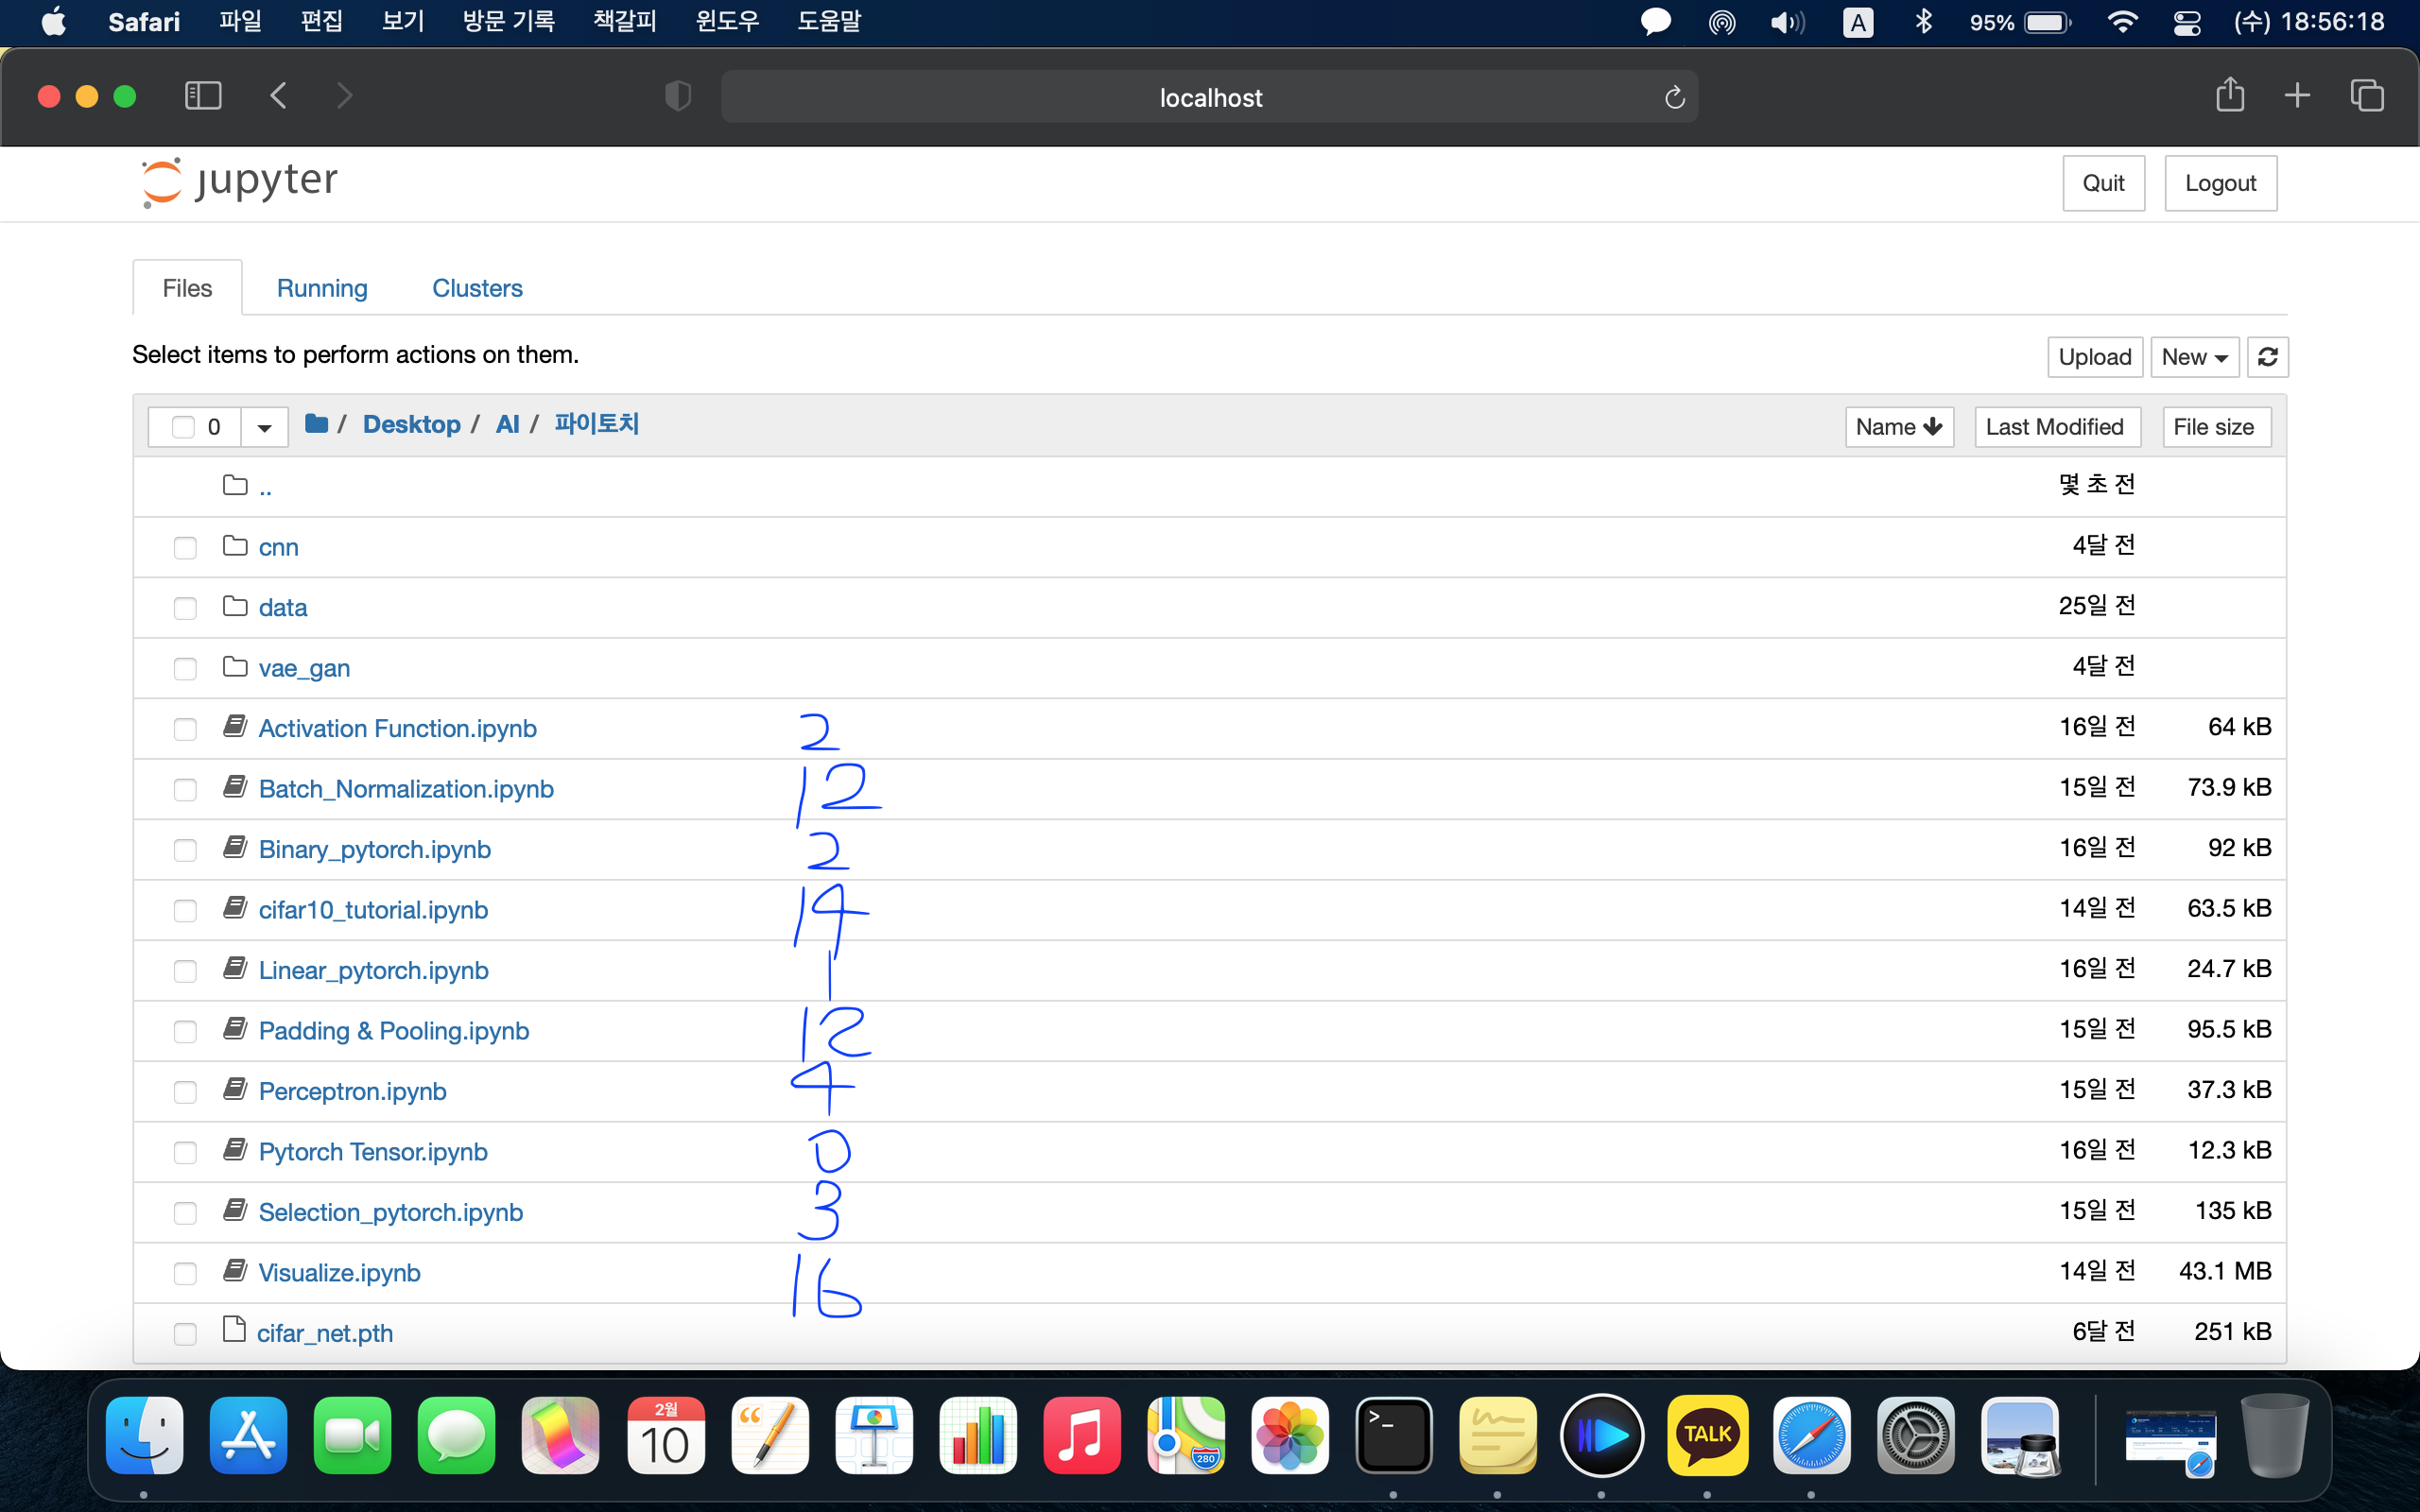 Safari 파일 편집 보기 방문 기록 책갈피 윈도우 도움말 A 95% (수) 18:56:18
localhost
jupyter Quit Logout
Files Running Clusters
Select items to perform actions on them. Upload New
0 / Desktop / AI / 파이토치 Name Last Modified File size
.. 몇 초 전
cnn 4달 전
data 25일 전
vae_gan 4달 전
Activation Function.ipynb 2 16일 전 64 kB
Batch_Normalization.ipynb 12 15일 전 73.9 kB
Binary_pytorch.ipynb 2 16일 전 92 kB
cifar10_tutorial.ipynb 14 14일 전 63.5 kB
Linear_pytorch.ipynb 1 16일 전 24.7 kB
Padding & Pooling.ipynb 12 15일 전 95.5 kB
Perceptron.ipynb 4 15일 전 37.3 kB
Pytorch Tensor.ipynb 0 16일 전 12.3 kB
Selection_pytorch.ipynb 3 15일 전 135 kB
Visualize.ipynb 16 14일 전 43.1 MB
cifar_net.pth 6달 전 251 kB
2월
10 280 >_ TALK